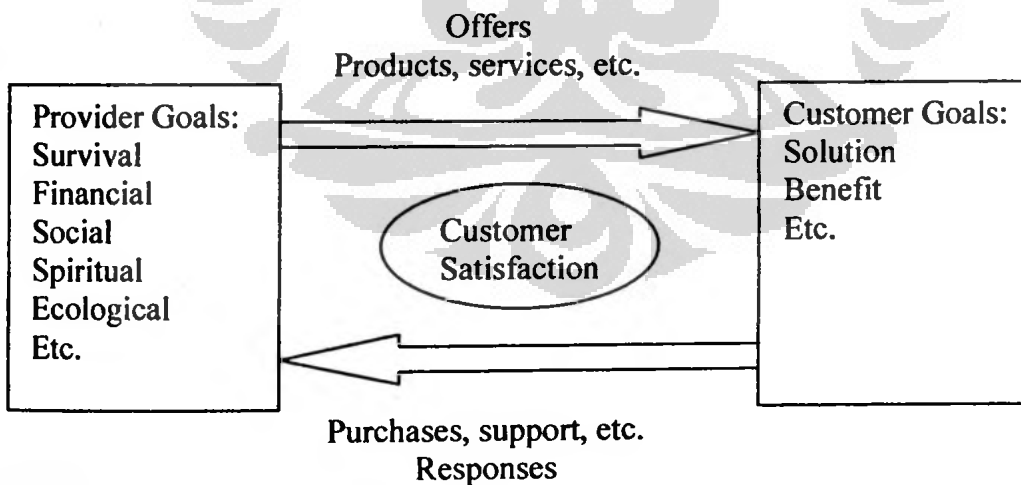 Offers
Products, services, etc.
Provider Goals:
Survival
Financial
Social
Spiritual
Ecological
Etc.
Customer
Satisfaction
Customer Goals:
Solution
Benefit
Etc.
Purchases, support, etc.
Responses